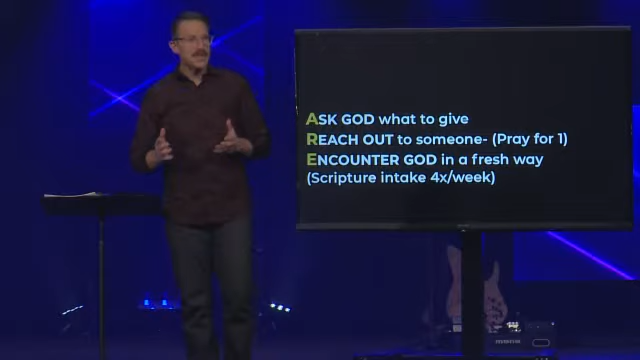 ASK GOD what to give
REACH OUT to someone- (Pray for 1)
ENCOUNTER GOD in a fresh way
(Scripture intake 4x/week)